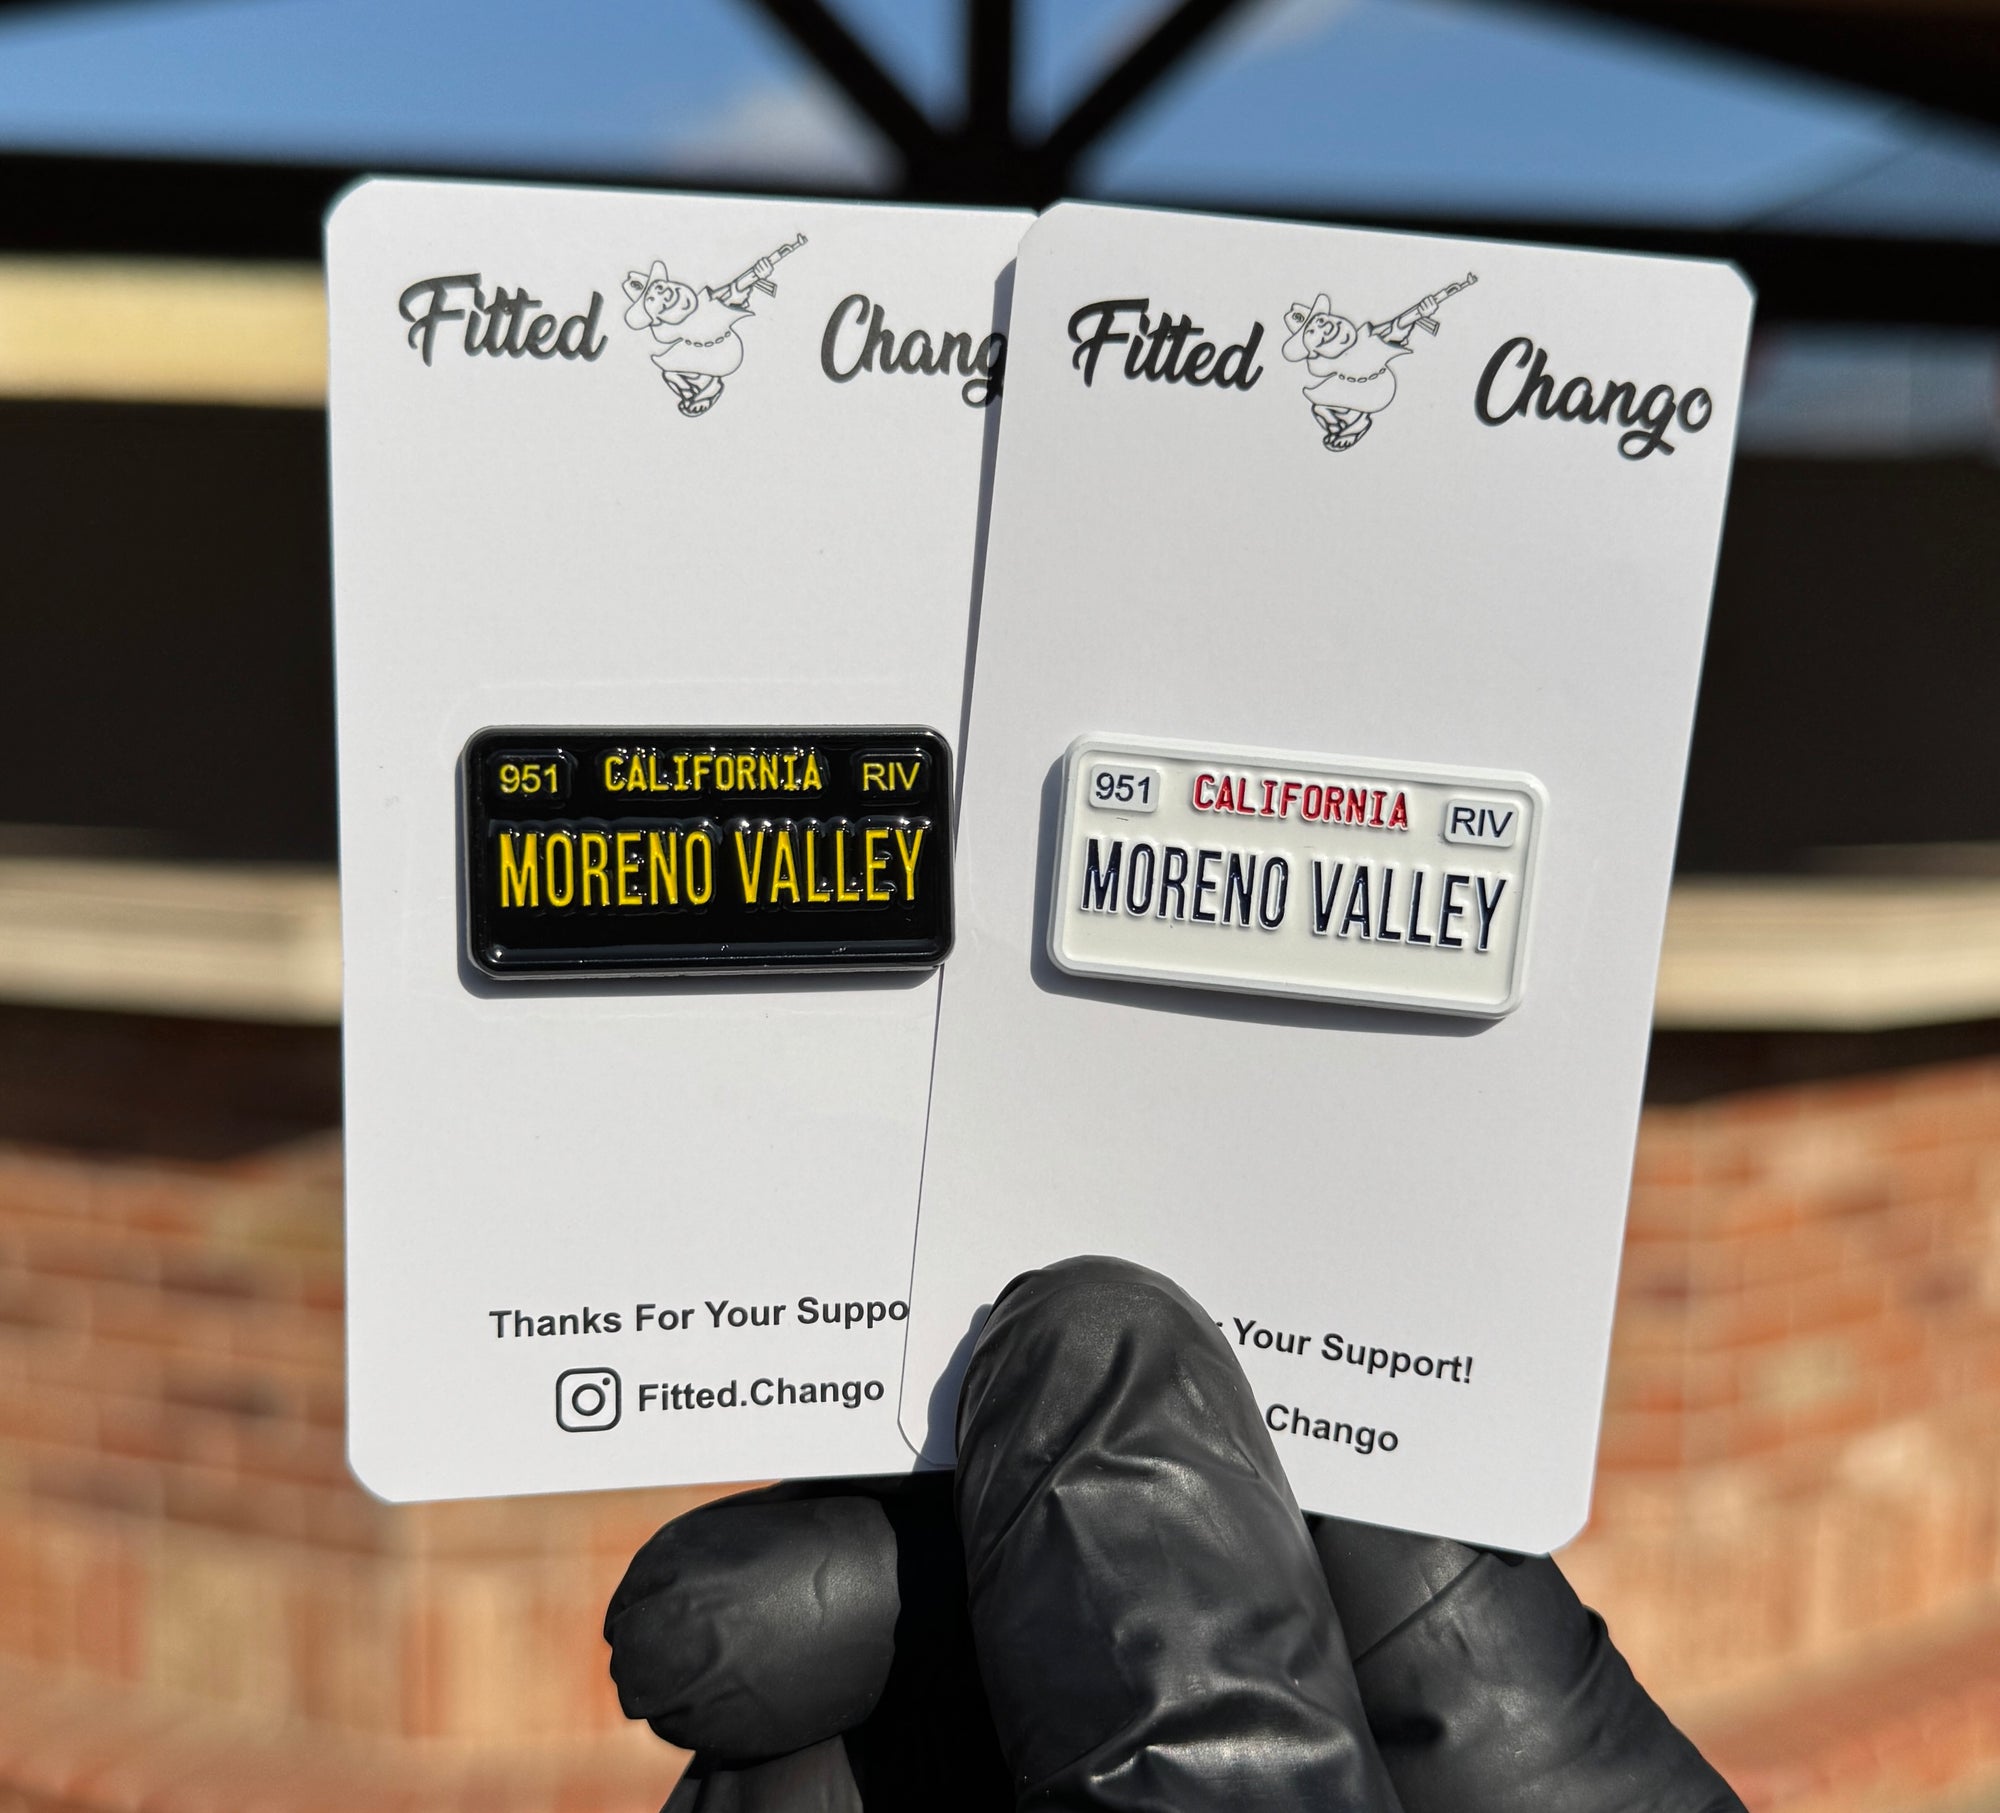 Fitted Chang
951 CALIFORNIA RIV
MORENO VALLEY
Thanks For Your Suppo
Fitted.Chango
Fitted Chango
951 CALIFORNIA RIV
MORENO VALLEY
Your Support!
Chango